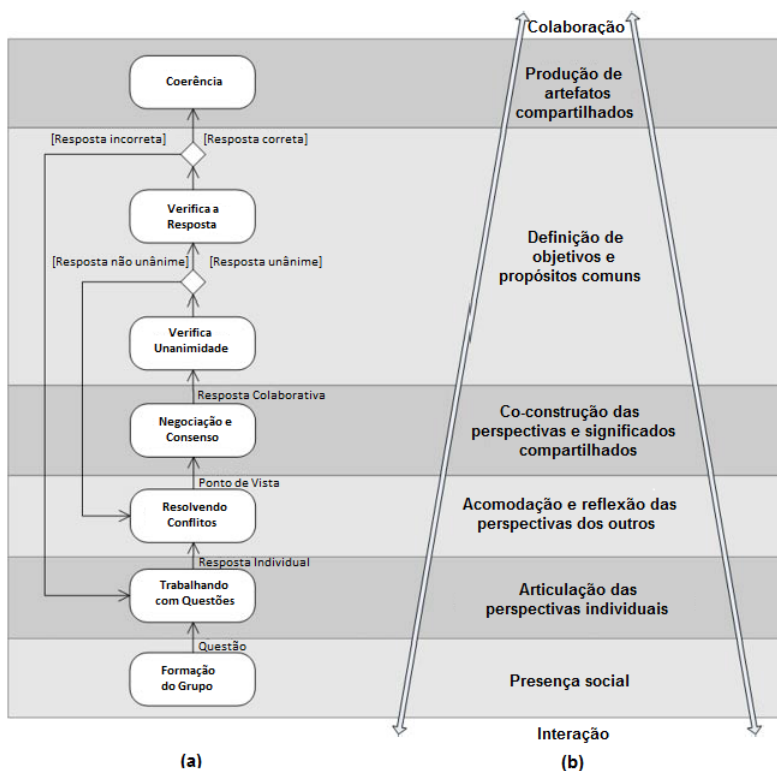 Colaboração
Coerência
Produção de
artefatos
compartilhados
[Resposta incorreta]
[Resposta correta]
Verifica a
Resposta
Definição de
objetivos e
propósitos comuns
[Resposta não unânime]
[Resposta unânime]
Verifica
Unanimidade
Resposta Colaborativa
Negociação e
Consenso
Co-construção das
perspectivas e significados
compartilhados
Ponto de Vista
Resolvendo
Conflitos
Acomodação e reflexão das
perspectivas dos outros
Resposta Individual
Trabalhando
com Questões
Articulação das
perspectivas individuais
Questão
Formação
do Grupo
Presença social
Interação
(a)
(b)